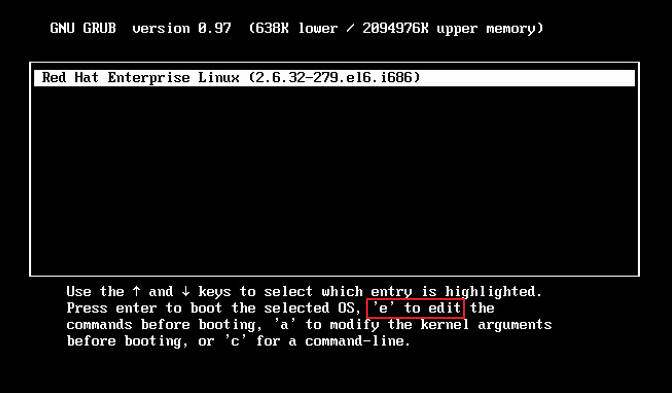 GNU GRUB  version 0.97  (638K lower / 2094976K upper memory)
Red Hat Enterprise Linux (2.6.32-279.el6.i686)
Use the ↑ and ↓ keys to select which entry is highlighted.
Press enter to boot the selected OS, 'e' to edit the
commands before booting, 'a' to modify the kernel arguments
before booting, or 'c' for a command-line.